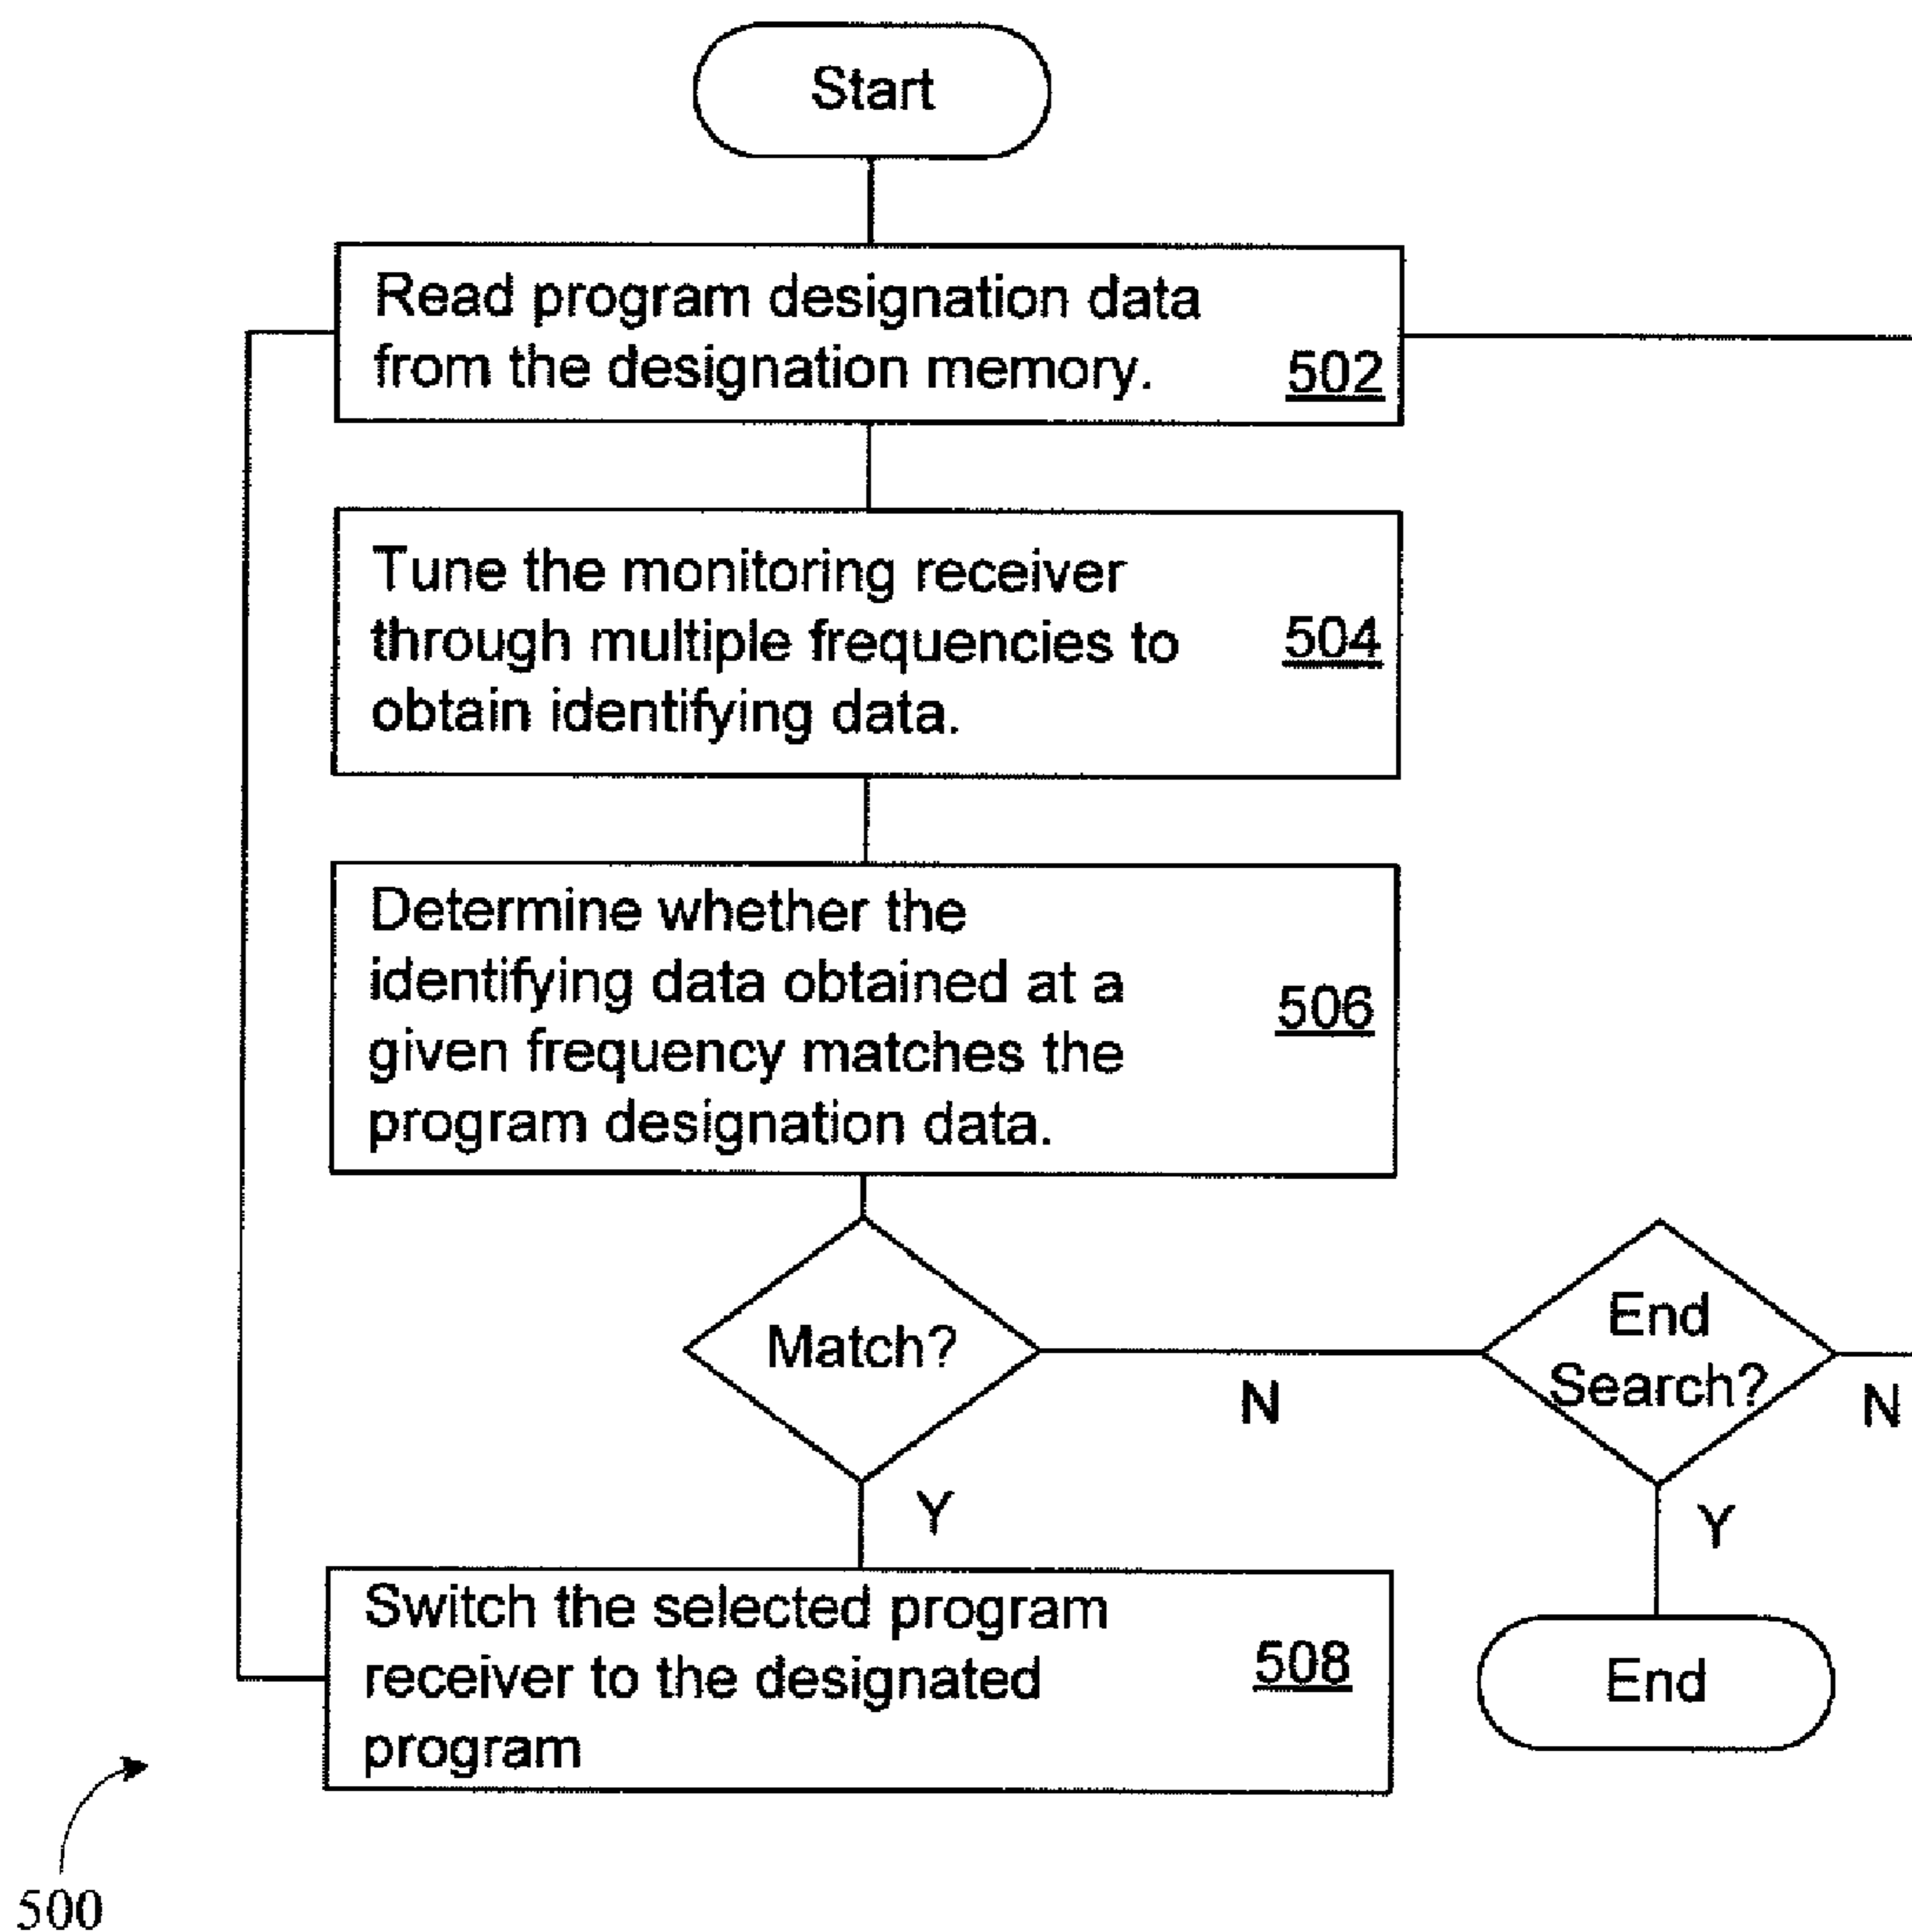 Start
Read program designation data
from the designation memory.
502
Tune the monitoring receiver
through multiple frequencies to
obtain identifying data.
504
Determine whether the
identifying data obtained at a
given frequency matches the
program designation data.
506
Match?
N
End
Search?
N
Y
Y
Switch the selected program
receiver to the designated
program
508
End
500